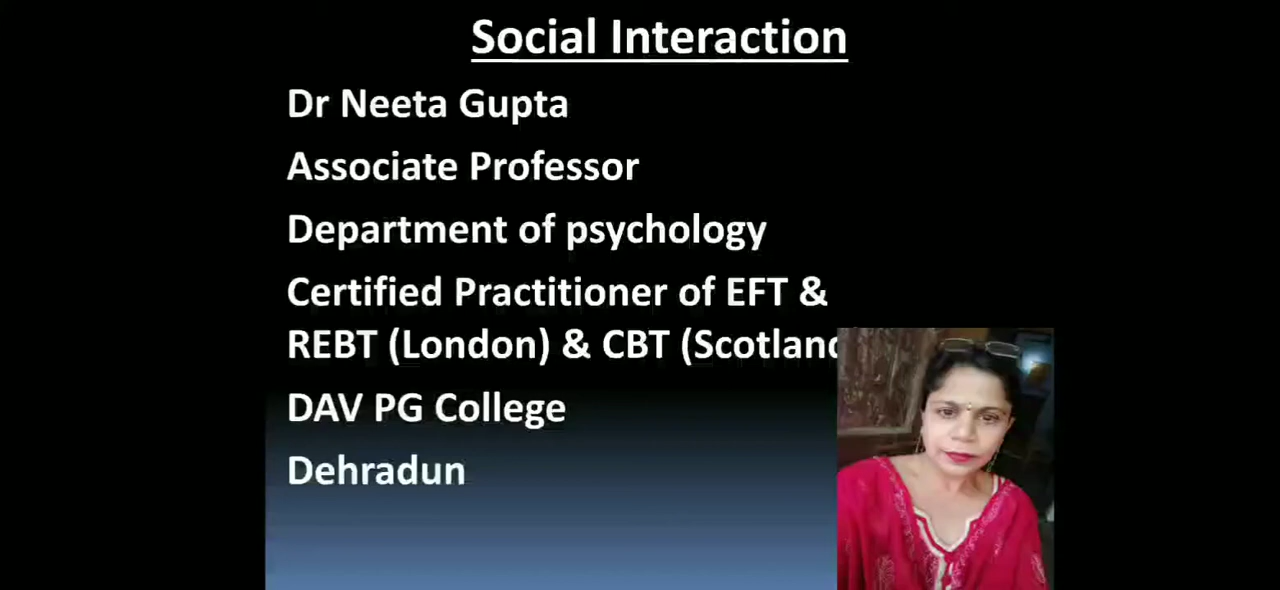 Social Interaction
Dr Neeta Gupta
Associate Professor
Department of psychology
Certified Practitioner of EFT &
REBT (London) & CBT (Scotland
DAV PG College
Dehradun